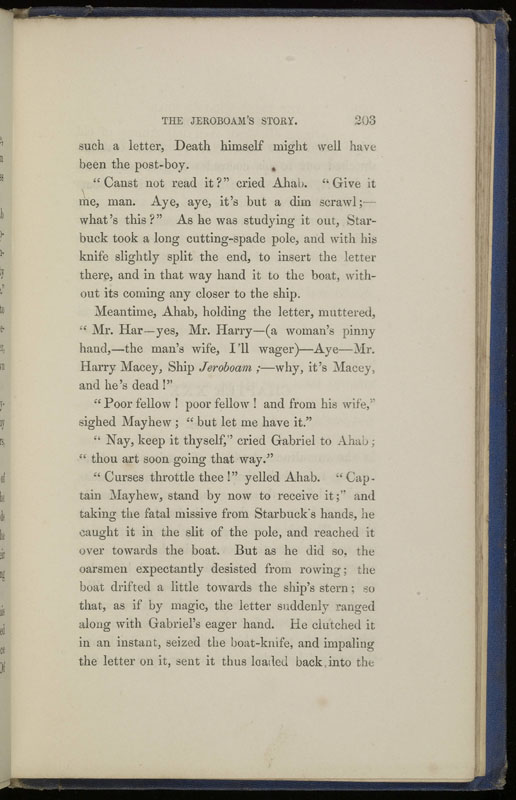 THE JEROBOAM'S STORY. 203
such a letter, Death himself might well have
been the post-boy.
“Canst not read it?” cried Ahab. “Give it
me, man. Aye, aye, it's but a dim scrawl;—
what's this?” As he was studying it out, Star-
buck took a long cutting-spade pole, and with his
knife slightly split the end, to insert the letter
there, and in that way hand it to the boat, with-
out its coming any closer to the ship.
Meantime, Ahab, holding the letter, muttered,
“Mr. Har—yes, Mr. Harry—(a woman's pinny
hand,—the man's wife, I'll wager)—Aye—Mr.
Harry Macey, Ship Jeroboam;—why, it's Macey,
and he's dead!”
“Poor fellow! poor fellow! and from his wife,”
sighed Mayhew; “but let me have it.”
“Nay, keep it thyself,” cried Gabriel to Ahab;
“thou art soon going that way.”
“Curses throttle thee!” yelled Ahab. “Cap-
tain Mayhew, stand by now to receive it;” and
taking the fatal missive from Starbuck's hands, he
caught it in the slit of the pole, and reached it
over towards the boat. But as he did so, the
oarsmen expectantly desisted from rowing; the
boat drifted a little towards the ship's stern; so
that, as if by magic, the letter suddenly ranged
along with Gabriel's eager hand. He clutched it
in an instant, seized the boat-knife, and impaling
the letter on it, sent it thus loaded back into the